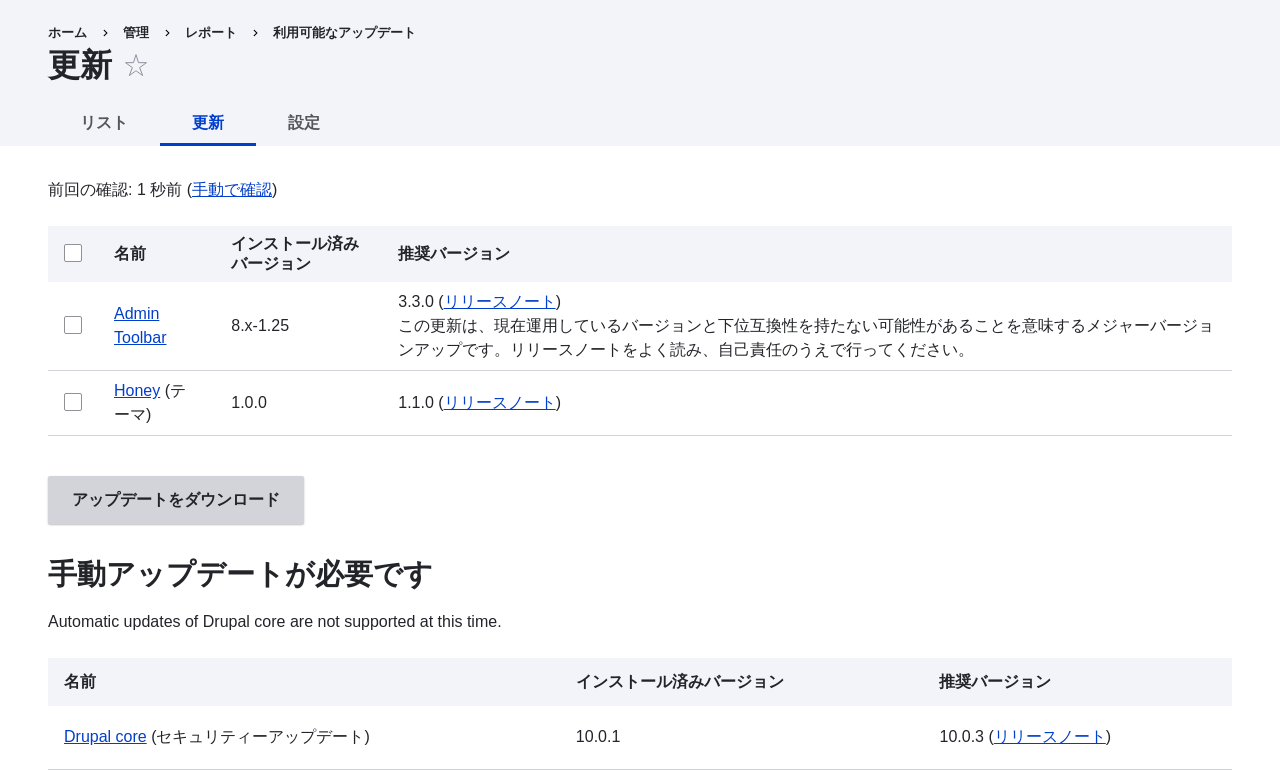 ホーム › 管理 › レポート › 利用可能なアップデート
更新 ☆
リスト 更新 設定
前回の確認: 1 秒前 (手動で確認)
名前 インストール済み
バージョン 推奨バージョン
Admin
Toolbar
8.x-1.25
3.3.0 (リリースノート)
この更新は、現在運用しているバージョンと下位互換性を持たない可能性があることを意味するメジャーバージョ
ンアップです。リリースノートをよく読み、自己責任のうえで行ってください。
Honey (テ
ーマ)
1.0.0
1.1.0 (リリースノート)
アップデートをダウンロード
手動アップデートが必要です
Automatic updates of Drupal core are not supported at this time.
名前 インストール済みバージョン 推奨バージョン
Drupal core (セキュリティーアップデート) 10.0.1 10.0.3 (リリースノート)